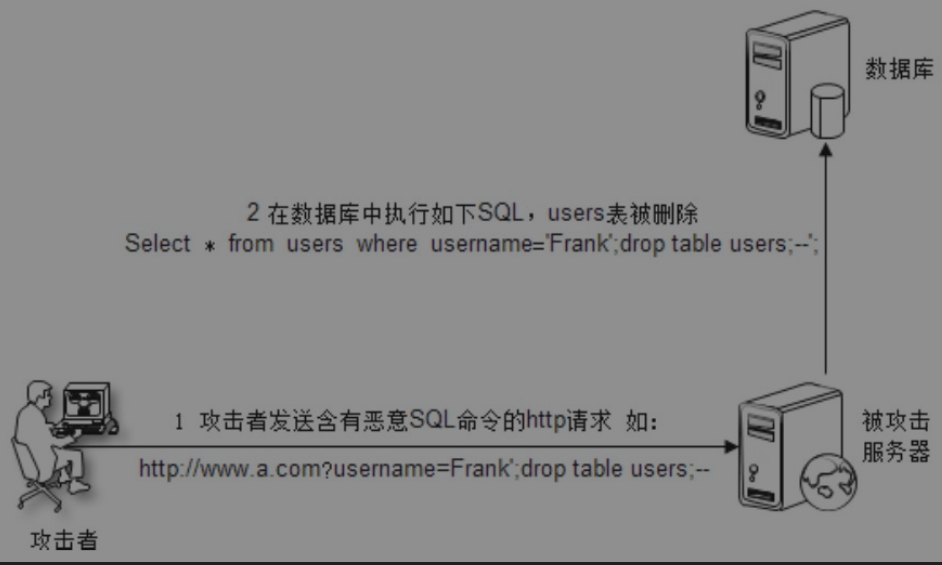 数据库
2 在数据库中执行如下SQL，users表被删除
Select * from users where username='Frank';drop table users;--';
1 攻击者发送含有恶意SQL命令的http请求 如：
http://www.a.com?username=Frank';drop table users;--
被攻击
服务器
攻击者